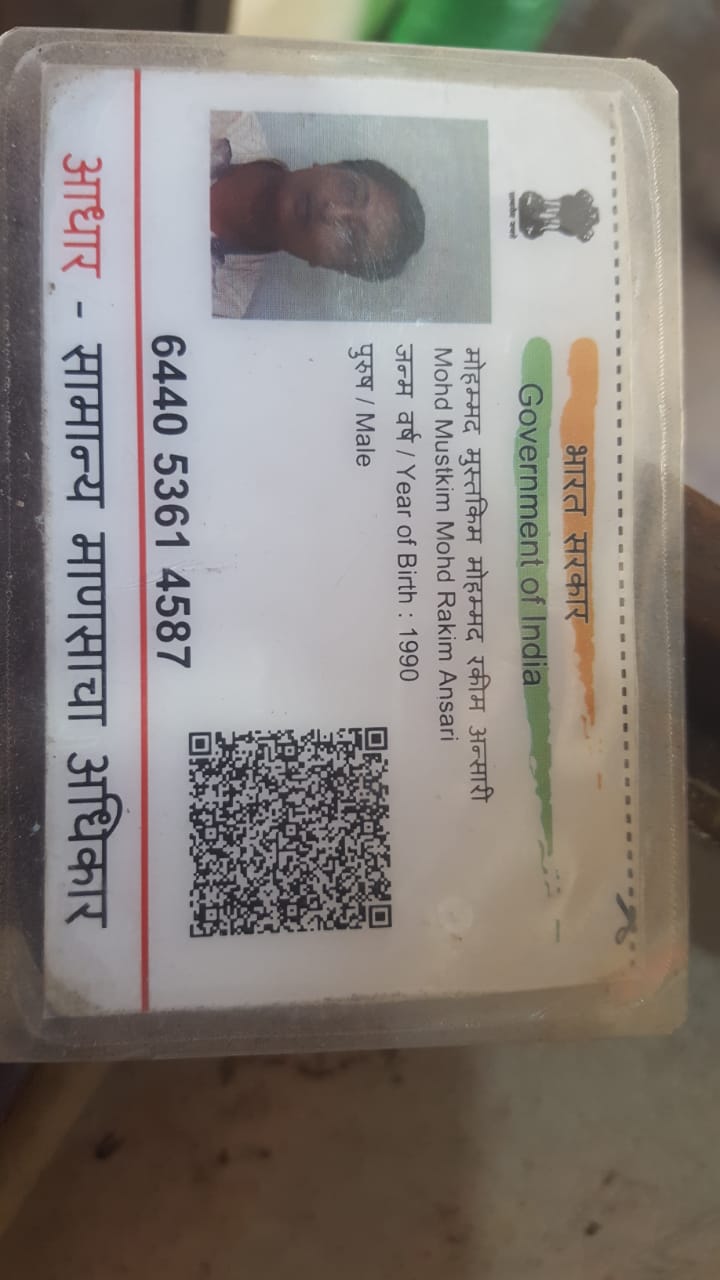 भारत सरकार
Government of India
मोहम्मद मुस्तकिम मोहम्मद रकीम अन्सारी
Mohd Mustkim Mohd Rakim Ansari
जन्म वर्ष / Year of Birth : 1990
पुरुष / Male
6440 5361 4587
आधार - सामान्य माणसाचा अधिकार